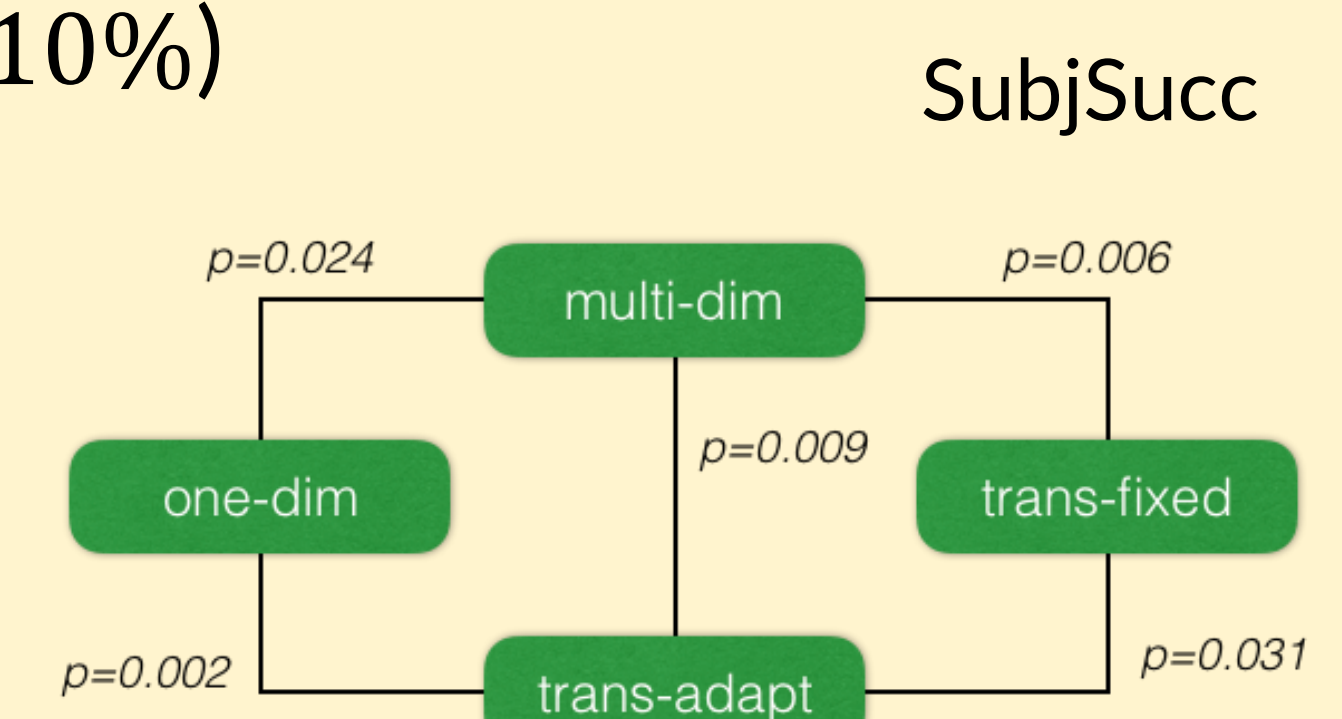 10%)
SubjSucc
p=0.024
p=0.006
multi-dim
p=0.009
one-dim
trans-fixed
p=0.002
p=0.031
trans-adapt